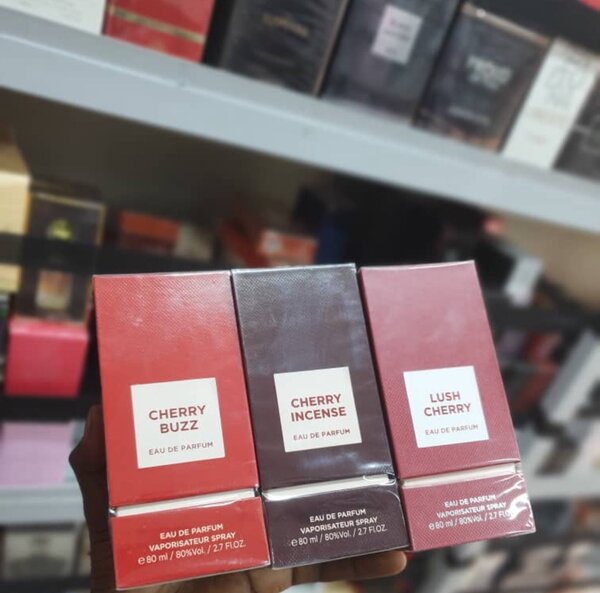 CHERRY
BUZZ
EAU DE PARFUM
EAU DE PARFUM
VAPORISATEUR SPRAY
℮ 80 ml / 80%Vol. / 2.7 Fl.OZ.
CHERRY
INCENSE
EAU DE PARFUM
EAU DE PARFUM
VAPORISATEUR SPRAY
℮ 80 ml / 80%Vol. / 2.7 Fl.OZ.
LUSH
CHERRY
EAU DE PARFUM
EAU DE PARFUM
VAPORISATEUR SPRAY
℮ 80 ml / 80%Vol. / 2.7 Fl.OZ.